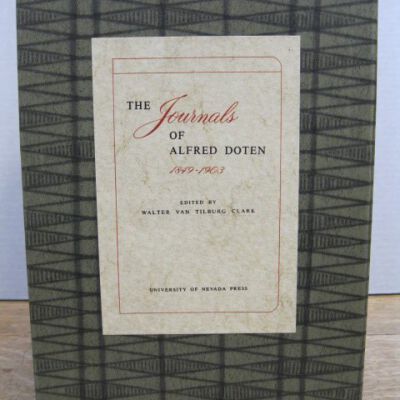 THE Journals
OF
ALFRED DOTEN
1849-1903
EDITED BY
WALTER VAN TILBURG CLARK
UNIVERSITY OF NEVADA PRESS